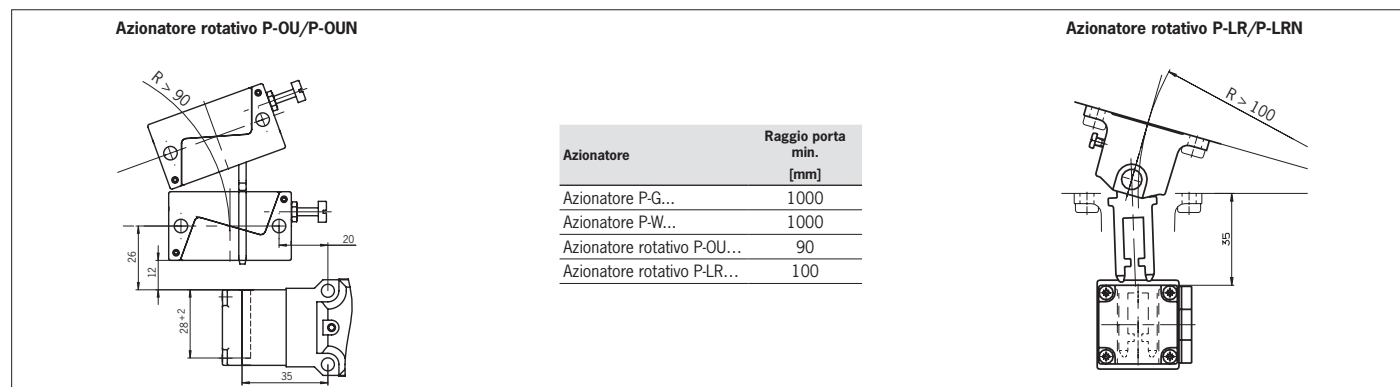 Azionatore rotativo P-OU/P-OUN
R > 90
20
26
12
28+2
35
Azionatore
Raggio porta min. [mm]
Azionatore P-G... 1000
Azionatore P-W... 1000
Azionatore rotativo P-OU... 90
Azionatore rotativo P-LR... 100
Azionatore rotativo P-LR/P-LRN
R > 100
35